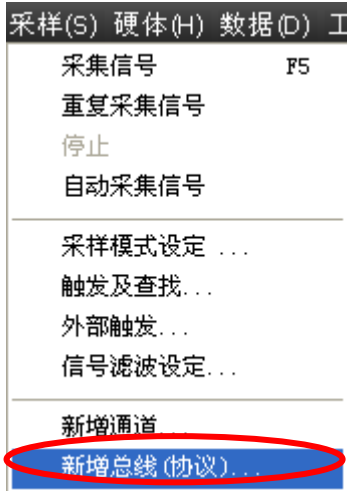 采样(S) 硬体(H) 数据(D) 工
采集信号 F5
重复采集信号
停止
自动采集信号
采样模式设定 ...
触发及查找...
外部触发...
信号滤波设定...
新增通道...
新增总线(协议)...